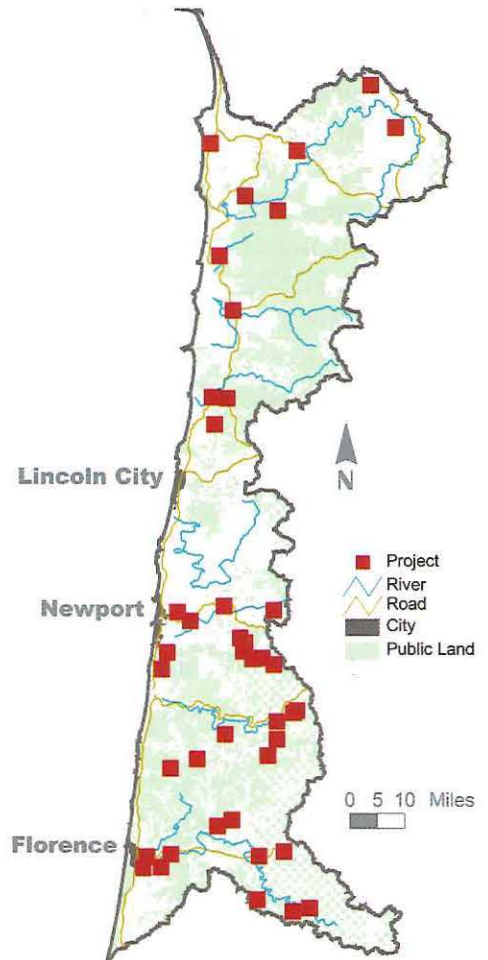 Lincoln City
N
Project
River
Newport
Road
City
Public Land
0 5 10 Miles
Florence